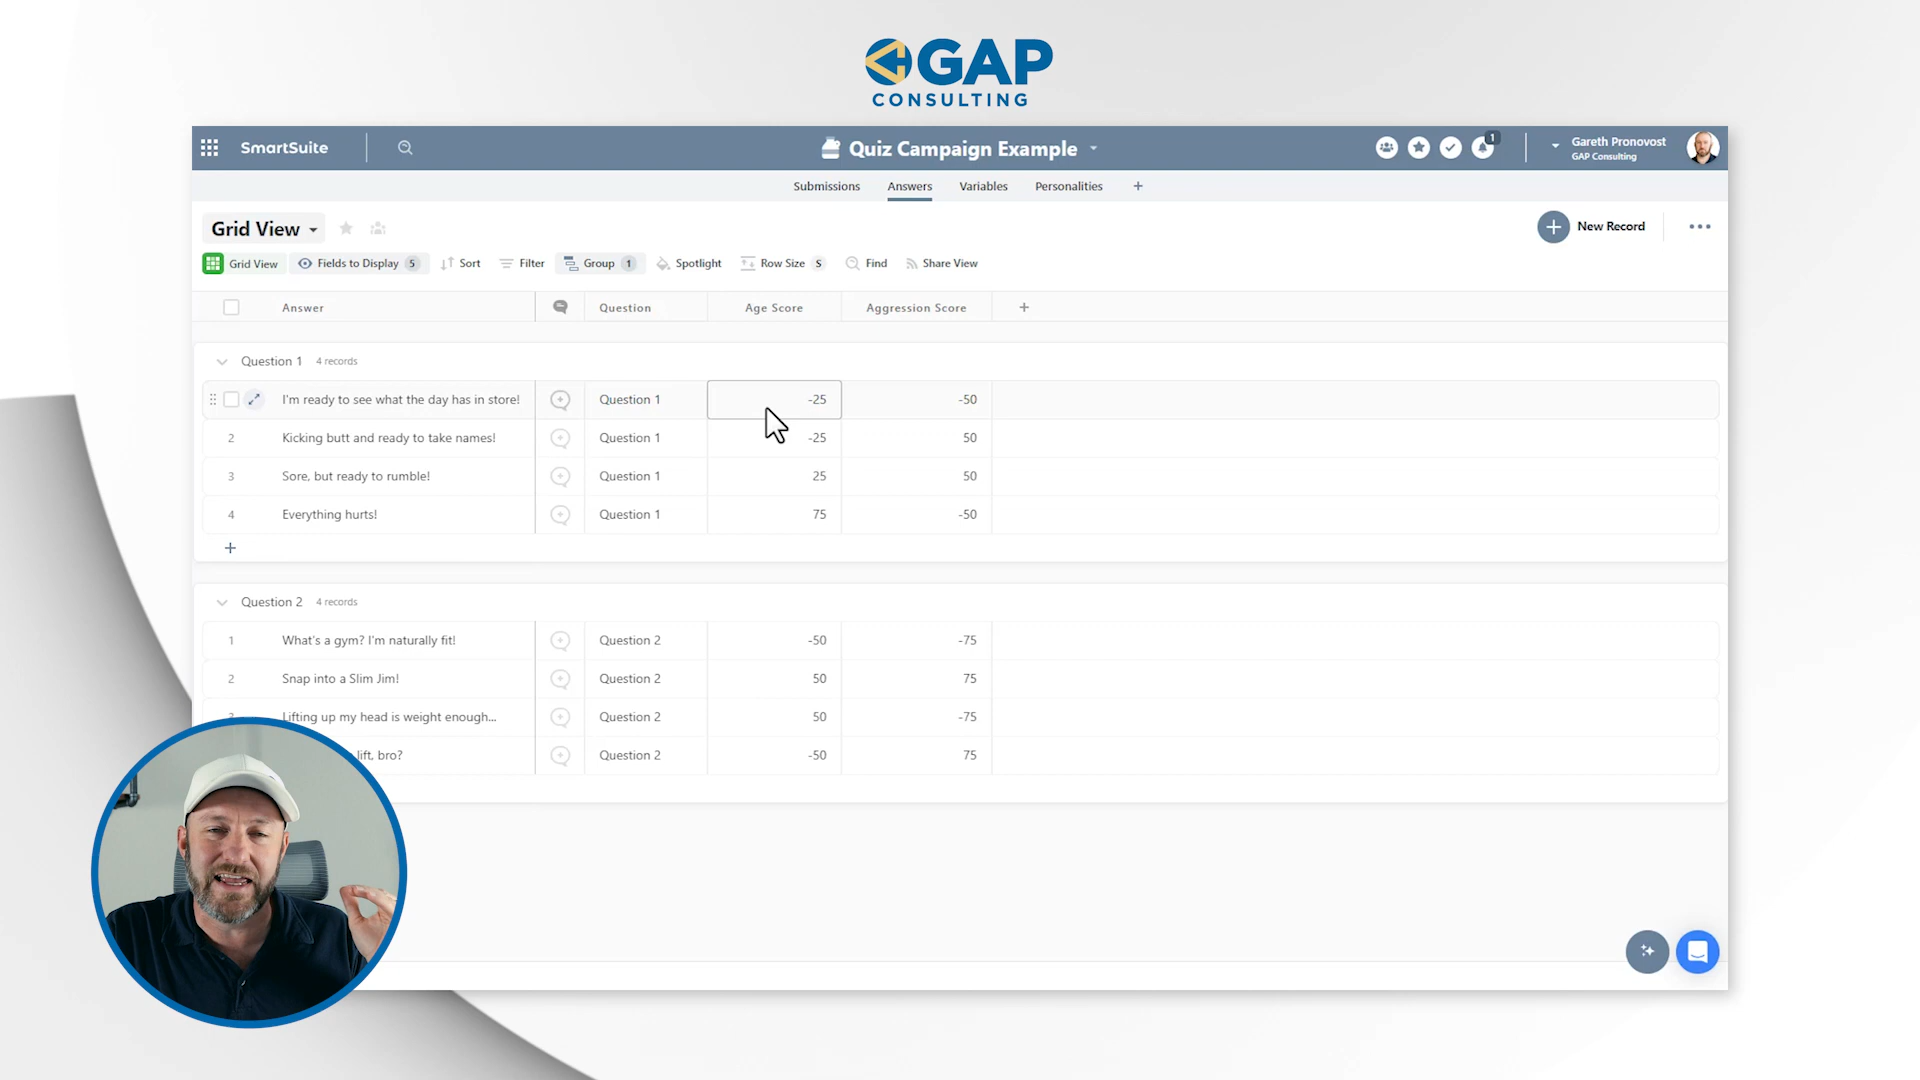 GAP
CONSULTING
SmartSuite
Quiz Campaign Example
1
Gareth Pronovost
GAP Consulting
Submissions Answers Variables Personalities +
Grid View
New Record
Grid View Fields to Display 5 Sort Filter Group 1 Spotlight Row Size S Find Share View
Answer Question Age Score Aggression Score +
Question 1 4 records
I'm ready to see what the day has in store! Question 1 -25 -50
2 Kicking butt and ready to take names! Question 1 -25 50
3 Sore, but ready to rumble! Question 1 25 50
4 Everything hurts! Question 1 75 -50
+
Question 2 4 records
1 What's a gym? I'm naturally fit! Question 2 -50 -75
2 Snap into a Slim Jim! Question 2 50 75
3 Lifting up my head is weight enough... Question 2 50 -75
lift, bro? Question 2 -50 75